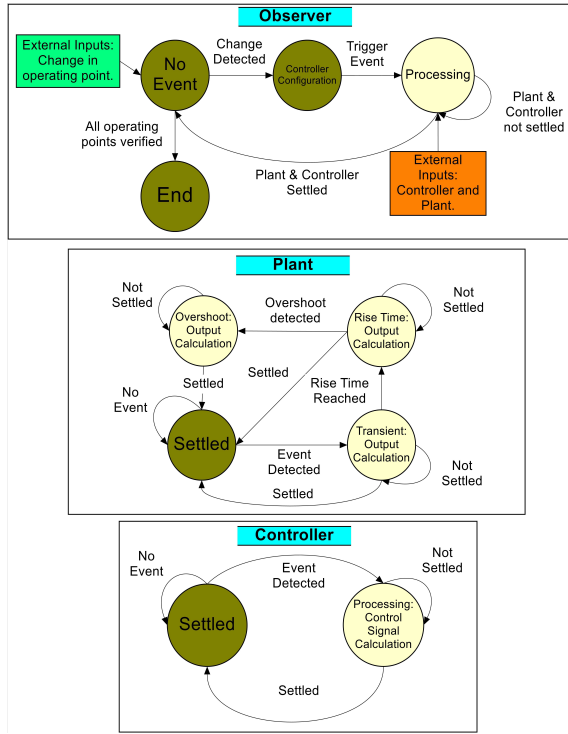 Observer
External Inputs:
Change in
operating point.
No
Event
Change
Detected
Controller
Configuration
Trigger
Event
Processing
Plant &
Controller
not settled
All operating
points verified
Plant & Controller
Settled
External
Inputs:
Controller and
Plant.
End
Plant
Not
Settled
Overshoot:
Output
Calculation
Overshoot
detected
Rise Time:
Output
Calculation
Not
Settled
Settled
Settled
Rise Time
Reached
No
Event
Settled
Event
Detected
Transient:
Output
Calculation
Not
Settled
Settled
Controller
No
Event
Event
Detected
Not
Settled
Settled
Processing:
Control
Signal
Calculation
Settled